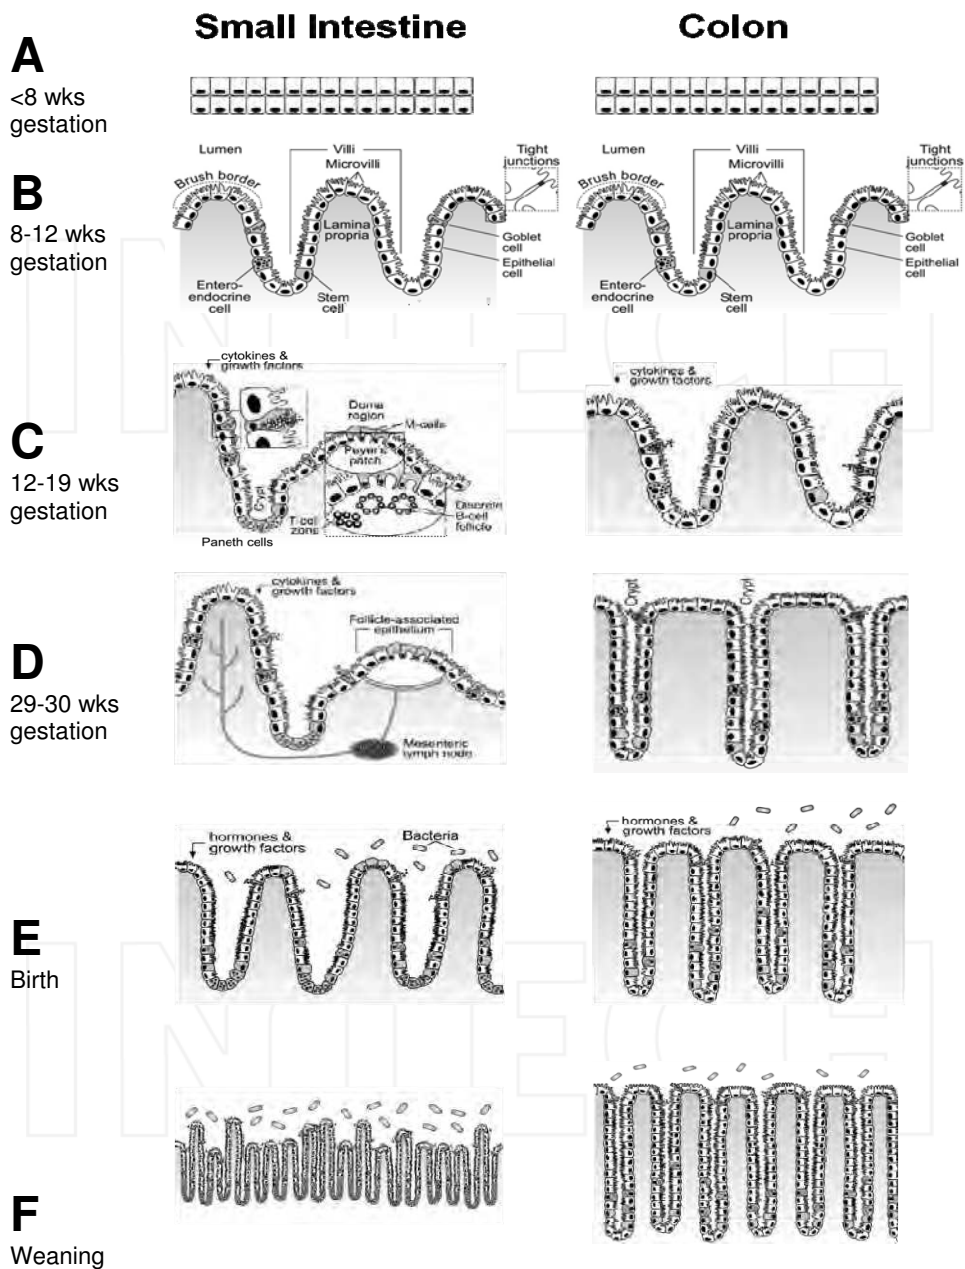 Small Intestine
Colon
A
<8 wks
gestation
Lumen
Villi
Microvilli
Tight
junctions
Brush border
Lamina
propria
Goblet
cell
Epithelial
cell
Entero-
endocrine
cell
Stem
cell
Lumen
Villi
Microvilli
Tight
junctions
Brush border
Lamina
propria
Goblet
cell
Epithelial
cell
Entero-
endocrine
cell
Stem
cell
B
8-12 wks
gestation
cytokines &
growth factors
Dome
region
M-cells
Peyer's
patch
Crypt
T-cell
zone
B-cell
follicle
Paneth cells
cytokines &
growth factors
C
12-19 wks
gestation
cytokines &
growth factors
Follicle-associated
epithelium
Mesenteric
lymph node
Crypt
Crypt
D
29-30 wks
gestation
hormones &
growth factors
Bacteria
hormones &
growth factors
E
Birth
F
Weaning
INTECH
INTECH